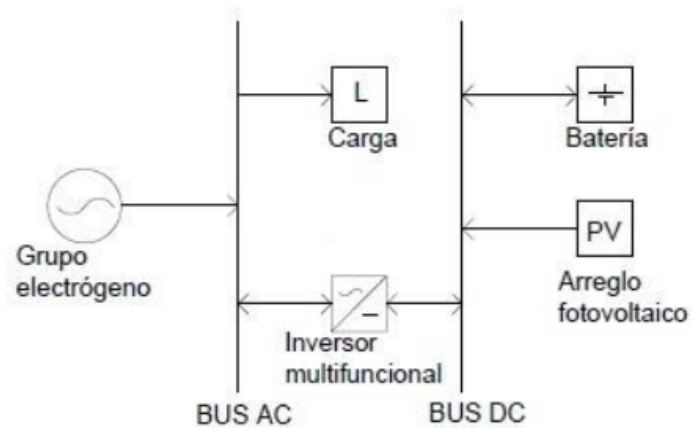 L
Carga
Batería
Grupo
electrógeno
PV
Arreglo
fotovoltaico
Inversor
multifuncional
BUS AC
BUS DC